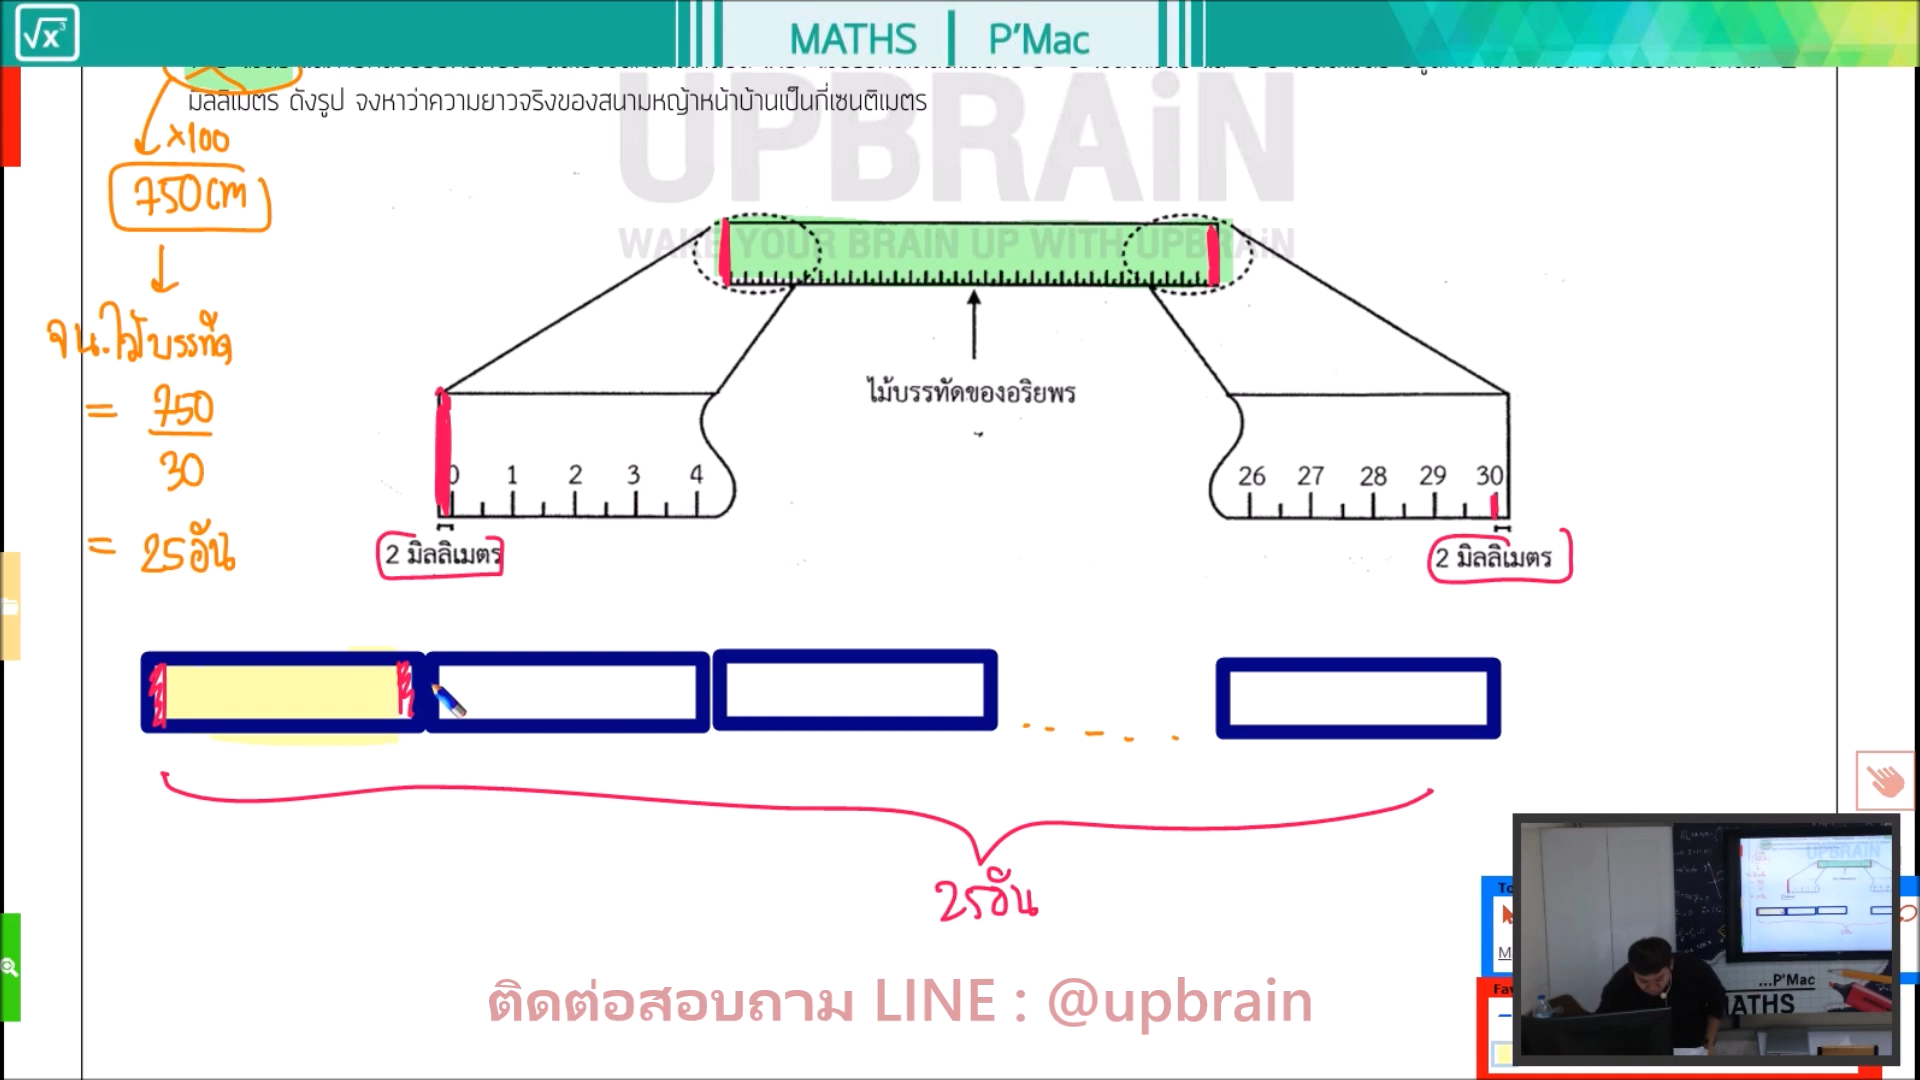 √x³
MATHS
P'Mac
มิลลิเมตร ดังรูป จงหาว่าความยาวจริงของสนามหญ้าหน้าบ้านเป็นกี่เซนติเมตร
UPBRAiN
WAKE YOUR BRAIN UP WITH UPBRAiN
×100
750 cm
จน.ไม้บรรทัด
= 750
30
= 25 อัน
ไม้บรรทัดของอริยพร
0 1 2 3 4
26 27 28 29 30
2 มิลลิเมตร
2 มิลลิเมตร
25 อัน
ติดต่อสอบถาม LINE : @upbrain
To
Fav
UPBRAiN
...P'Mac
MATHS